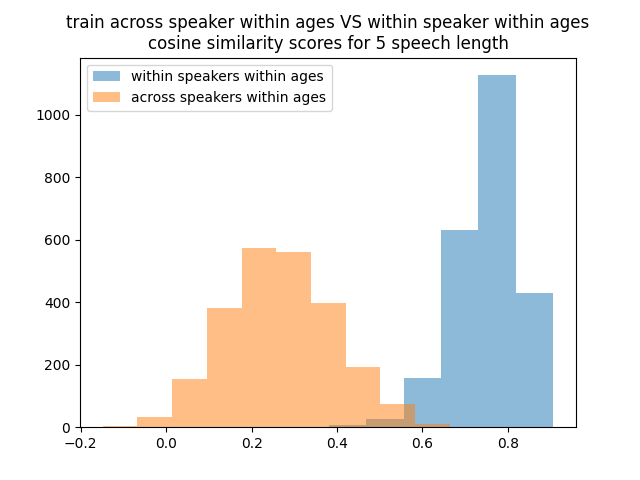 train across speaker within ages VS within speaker within ages
cosine similarity scores for 5 speech length
within speakers within ages
across speakers within ages
1000
800
600
400
200
0
−0.2 0.0 0.2 0.4 0.6 0.8